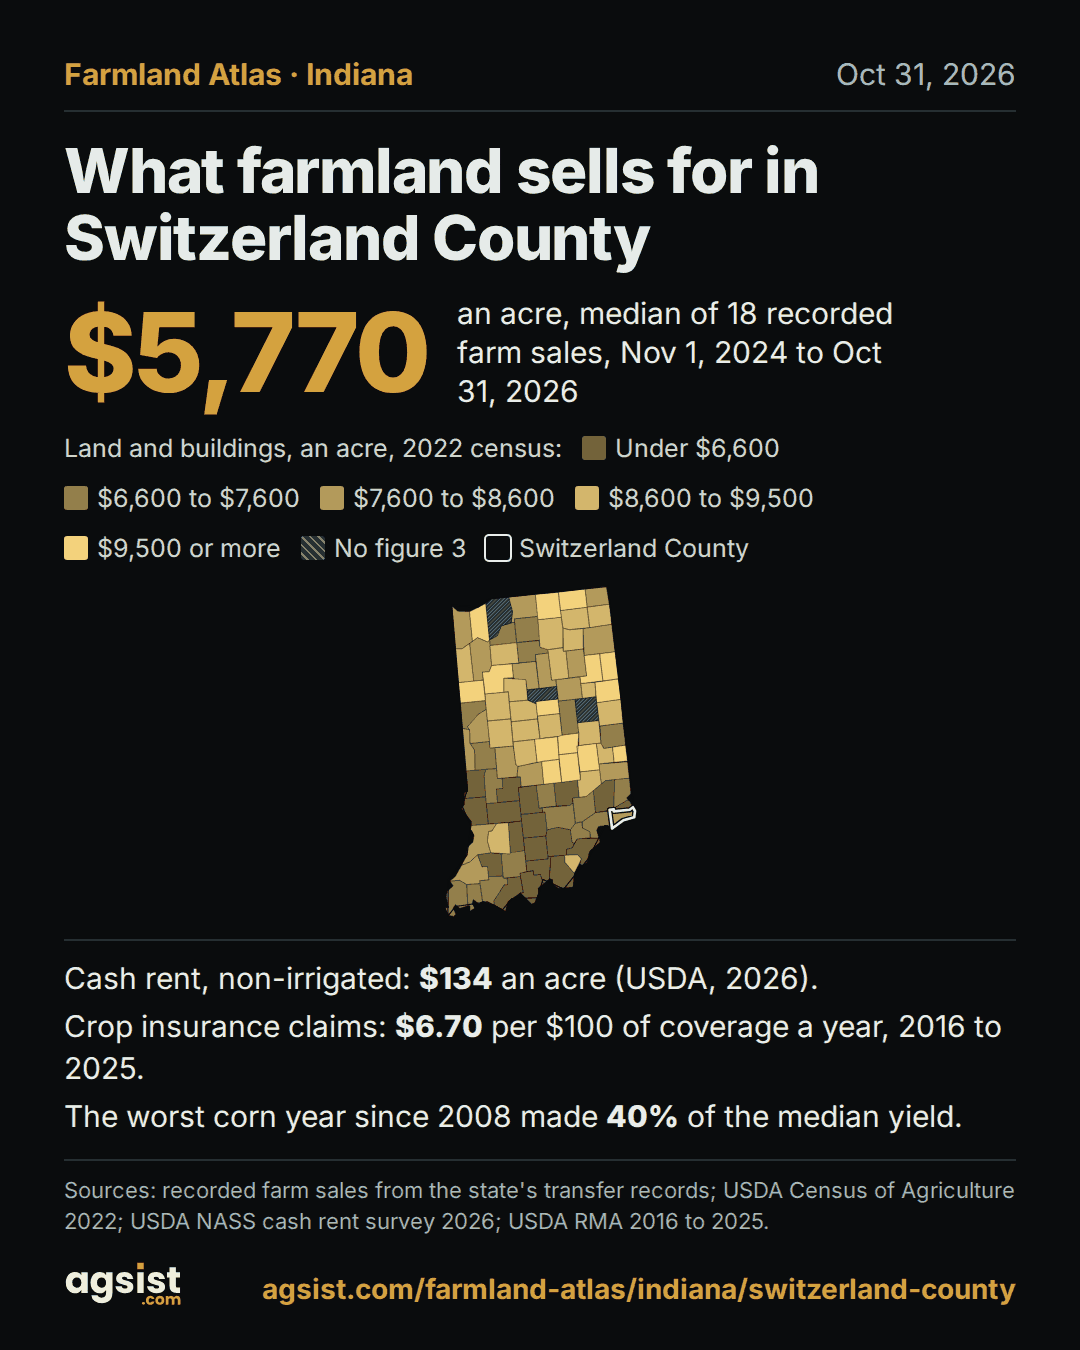 Farmland Atlas · Indiana
Oct 31, 2026
What farmland sells for in
Switzerland County
$5,770
an acre, median of 18 recorded
farm sales, Nov 1, 2024 to Oct
31, 2026
Land and buildings, an acre, 2022 census: Under $6,600
$6,600 to $7,600 $7,600 to $8,600 $8,600 to $9,500
$9,500 or more No figure 3 Switzerland County
Cash rent, non-irrigated: $134 an acre (USDA, 2026).
Crop insurance claims: $6.70 per $100 of coverage a year, 2016 to
2025.
The worst corn year since 2008 made 40% of the median yield.
Sources: recorded farm sales from the state's transfer records; USDA Census of Agriculture
2022; USDA NASS cash rent survey 2026; USDA RMA 2016 to 2025.
agsist
.com
agsist.com/farmland-atlas/indiana/switzerland-county